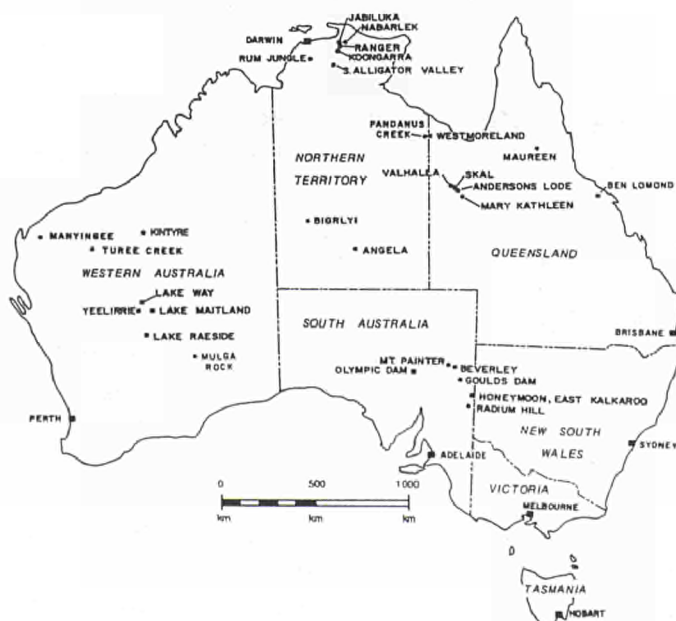 JABILUKA
NABARLEK
DARWIN
RANGER
RUM JUNGLE
KOONGARRA
S. ALLIGATOR VALLEY
PANDANUS
CREEK
WESTMORELAND
MAUREEN
NORTHERN
TERRITORY
VALHALLA
SKAL
ANDERSONS LODE
MARY KATHLEEN
BEN LOMOND
BIGRLYI
MANYINGEE
KINTYRE
TUREE CREEK
ANGELA
QUEENSLAND
WESTERN AUSTRALIA
LAKE WAY
YEELIRRIE
LAKE MAITLAND
SOUTH AUSTRALIA
BRISBANE
LAKE RAESIDE
MULGA
ROCK
MT PAINTER
BEVERLEY
OLYMPIC DAM
GOULDS DAM
HONEYMOON, EAST KALKAROO
RADIUM HILL
PERTH
NEW SOUTH
WALES
SYDNEY
ADELAIDE
0 500 1000
km km km
VICTORIA
MELBOURNE
TASMANIA
HOBART